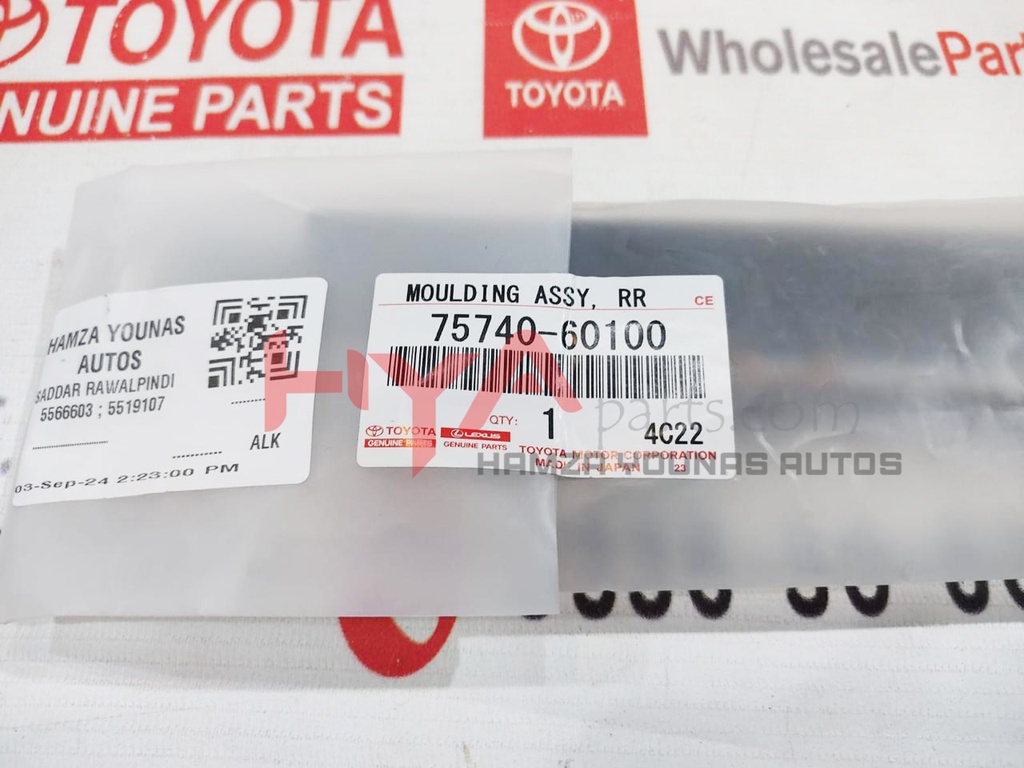 TOYOTA
NUINE PARTS
TOYOTA
WholesalePart
HAMZA YOUNAS
AUTOS
SADDAR RAWALPINDI
5566603 ; 5519107
ALK
03-Sep-24 2:23:00 PM
MOULDING ASSY, RR
CE
75740-60100
QTY: 1
4C22
TOYOTA
GENUINE PARTS
LEXUS
GENUINE PARTS
TOYOTA MOTOR CORPORATION
MADE IN JAPAN 23
HYA parts.com
HAMZA YOUNAS AUTOS